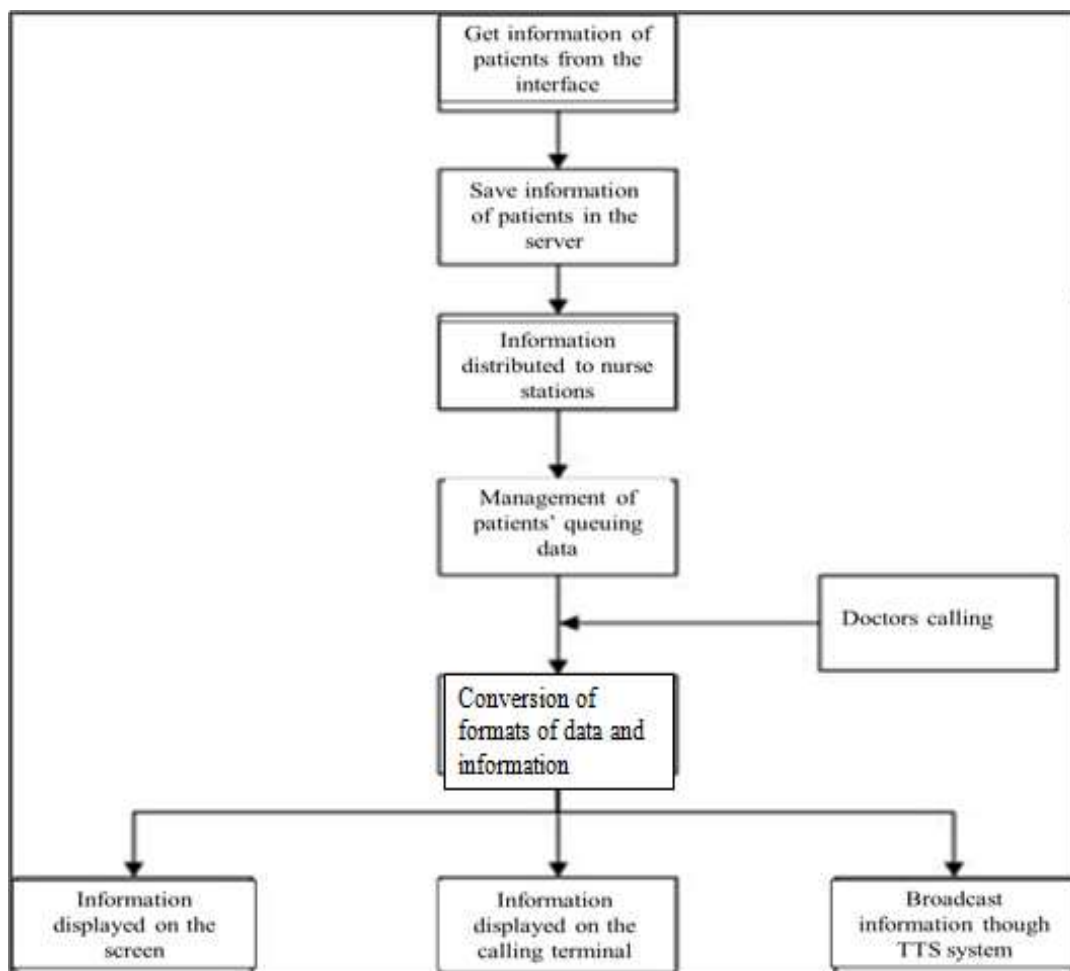 Get information of
patients from the
interface
Save information
of patients in the
server
Information
distributed to nurse
stations
Management of
patients’ queuing
data
Doctors calling
Conversion of
formats of data and
information
Information
displayed on the
screen
Information
displayed on the
calling terminal
Broadcast
information though
TTS system